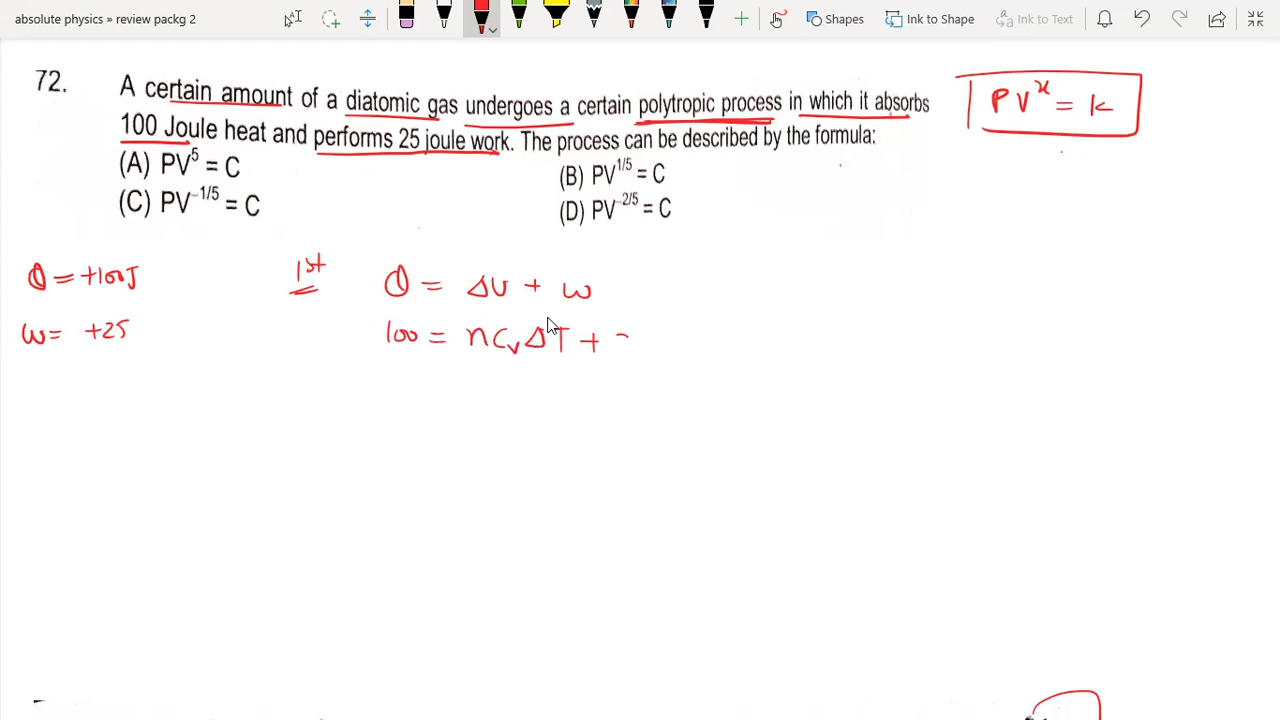 absolute physics » review packg 2
Shapes
Ink to Shape
Ink to Text
72. A certain amount of a diatomic gas undergoes a certain polytropic process in which it absorbs
100 Joule heat and performs 25 joule work. The process can be described by the formula:
(A) PV⁵ = C (B) PV^1/5 = C
(C) PV^-1/5 = C (D) PV^-2/5 = C
PV^x = k
Q = +100J 1st Q = ΔU + w
w = +25 100 = nCvΔT +